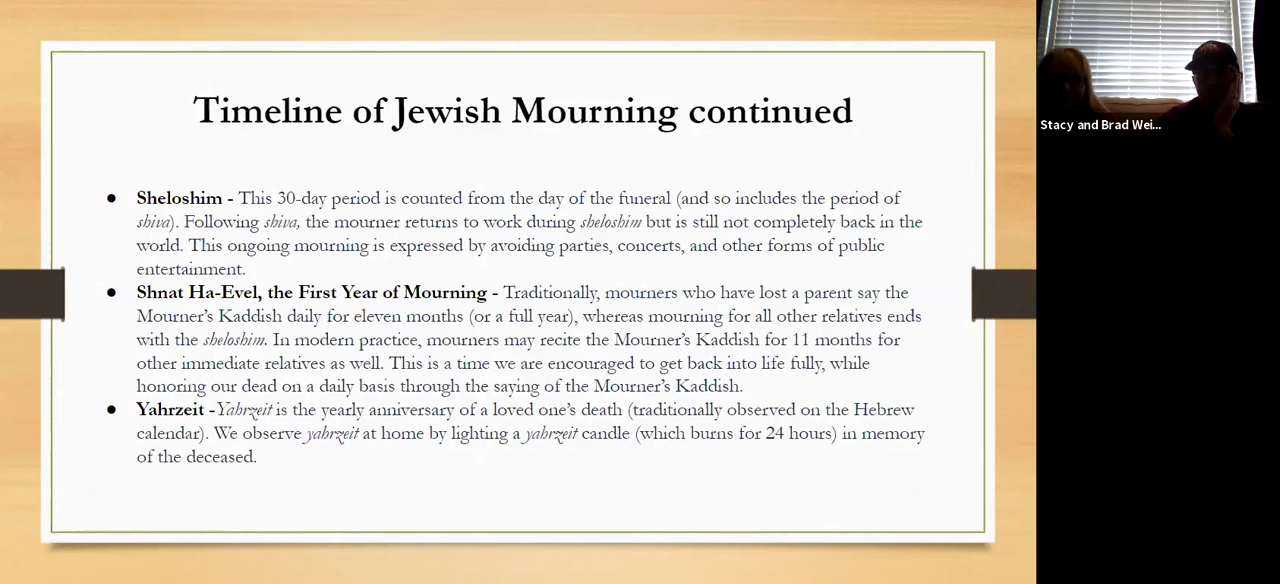 Timeline of Jewish Mourning continued
● Sheloshim - This 30-day period is counted from the day of the funeral (and so includes the period of
shiva). Following shiva, the mourner returns to work during sheloshim but is still not completely back in the
world. This ongoing mourning is expressed by avoiding parties, concerts, and other forms of public
entertainment.
● Shnat Ha-Evel, the First Year of Mourning - Traditionally, mourners who have lost a parent say the
Mourner's Kaddish daily for eleven months (or a full year), whereas mourning for all other relatives ends
with the sheloshim. In modern practice, mourners may recite the Mourner's Kaddish for 11 months for
other immediate relatives as well. This is a time we are encouraged to get back into life fully, while
honoring our dead on a daily basis through the saying of the Mourner's Kaddish.
● Yahrzeit -Yahrzeit is the yearly anniversary of a loved one's death (traditionally observed on the Hebrew
calendar). We observe yahrzeit at home by lighting a yahrzeit candle (which burns for 24 hours) in memory
of the deceased.
Stacy and Brad Wei...